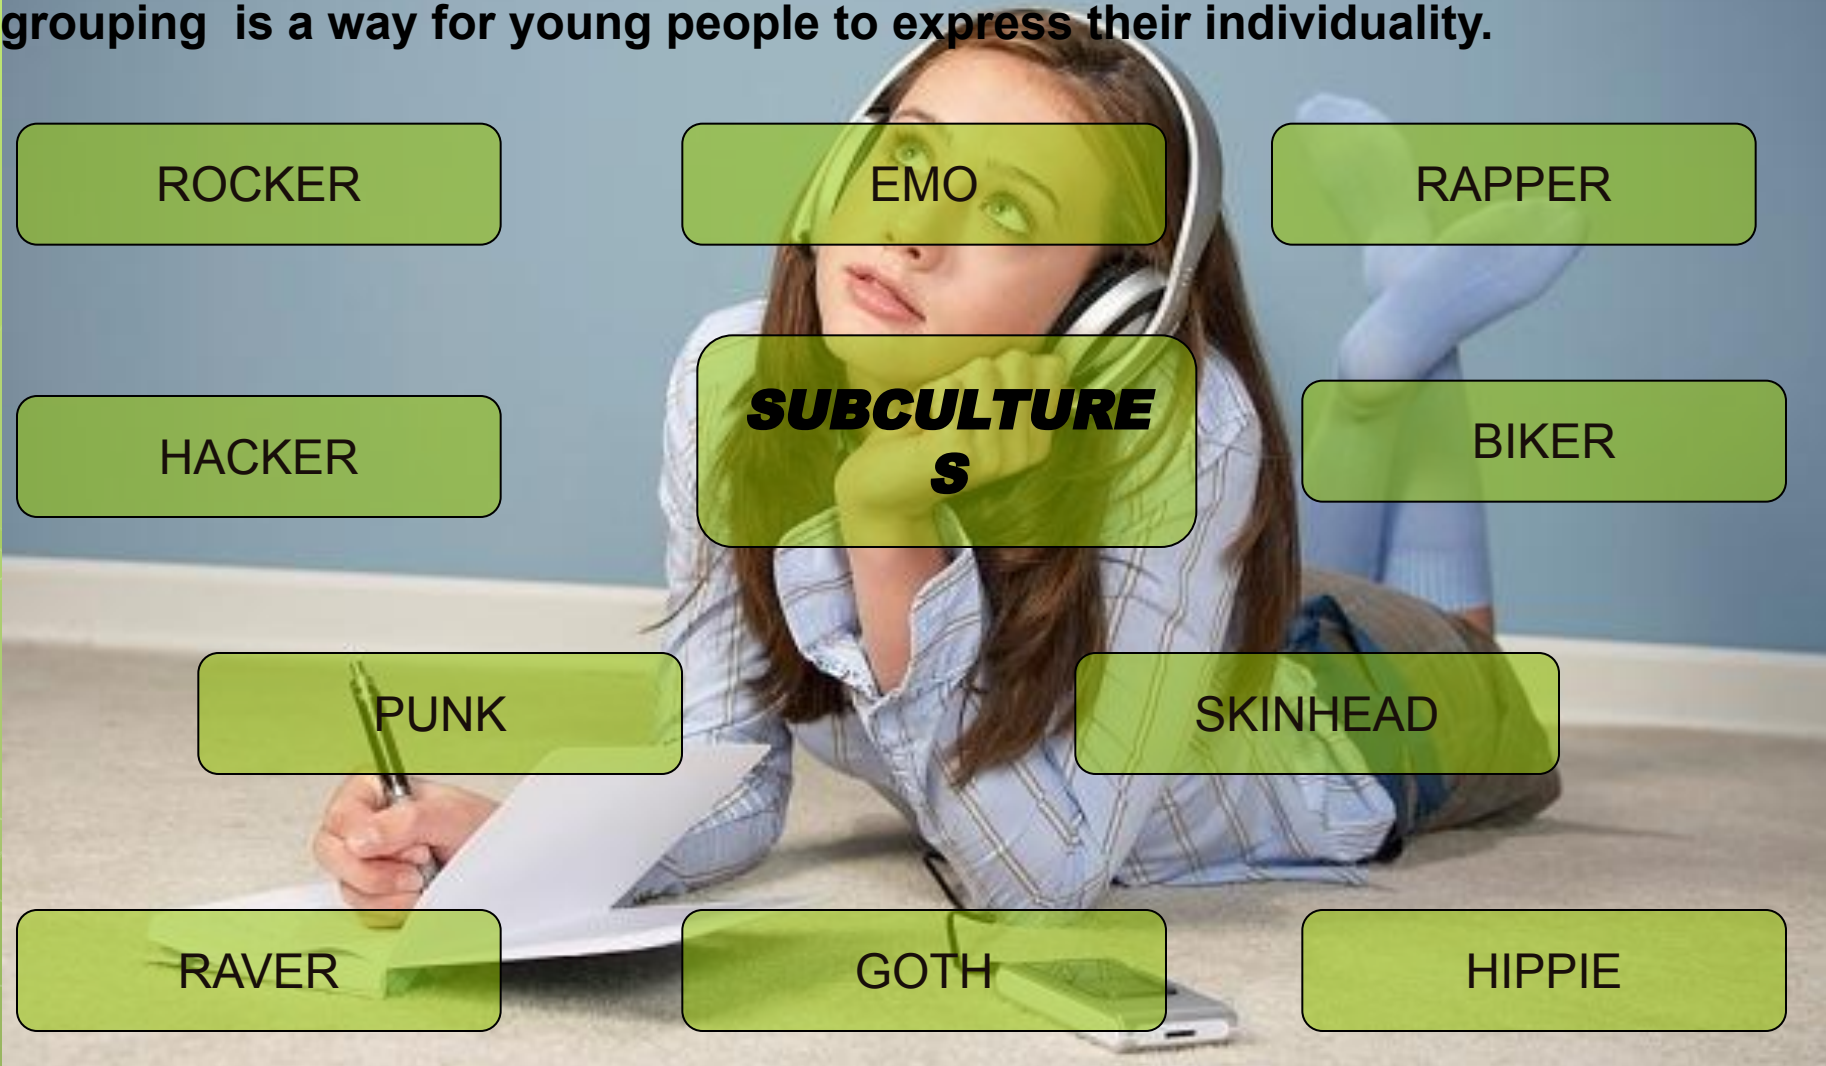 grouping  is a way for young people to express their individuality.
ROCKER
EMO
RAPPER
HACKER
SUBCULTURE
S
BIKER
PUNK
SKINHEAD
RAVER
GOTH
HIPPIE